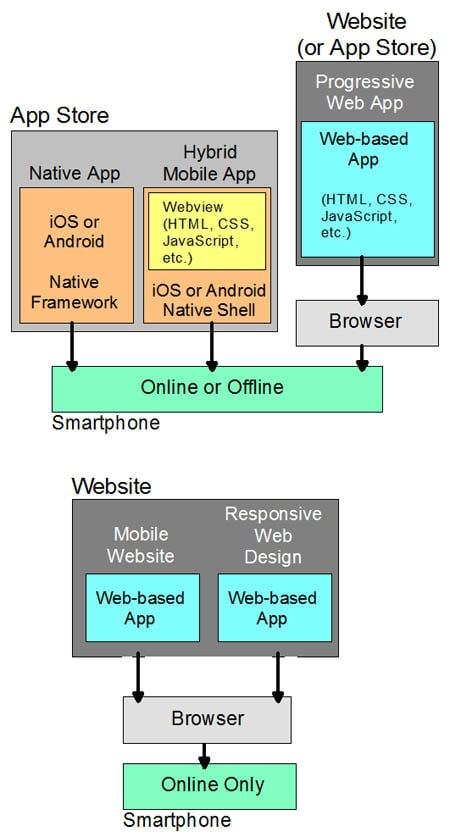 Website
(or App Store)
Progressive
Web App
Web-based
App
(HTML, CSS,
JavaScript,
etc.)
App Store
Native App
Hybrid
Mobile App
iOS or
Android
Native
Framework
Webview
(HTML, CSS,
JavaScript,
etc.)
iOS or Android
Native Shell
Browser
Online or Offline
Smartphone
Website
Mobile
Website
Responsive
Web
Design
Web-based
App
Web-based
App
Browser
Online Only
Smartphone